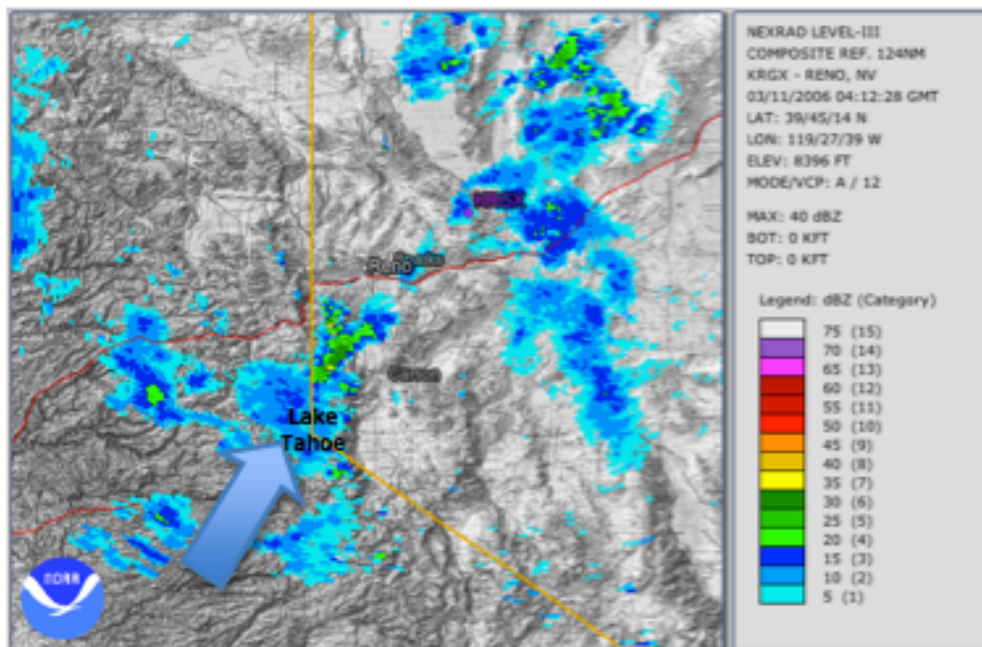 KRGX
Sparks
Reno
Carson
Lake
Tahoe
NOAA
NEXRAD LEVEL-III
COMPOSITE REF. 124NM
KRGX - RENO, NV
03/11/2006 04:12:28 GMT
LAT: 39/45/14 N
LON: 119/27/39 W
ELEV: 8396 FT
MODE/VCP: A / 12
MAX: 40 dBZ
BOT: 0 KFT
TOP: 0 KFT
Legend: dBZ (Category)
75 (15)
70 (14)
65 (13)
60 (12)
55 (11)
50 (10)
45 (9)
40 (8)
35 (7)
30 (6)
25 (5)
20 (4)
15 (3)
10 (2)
5 (1)